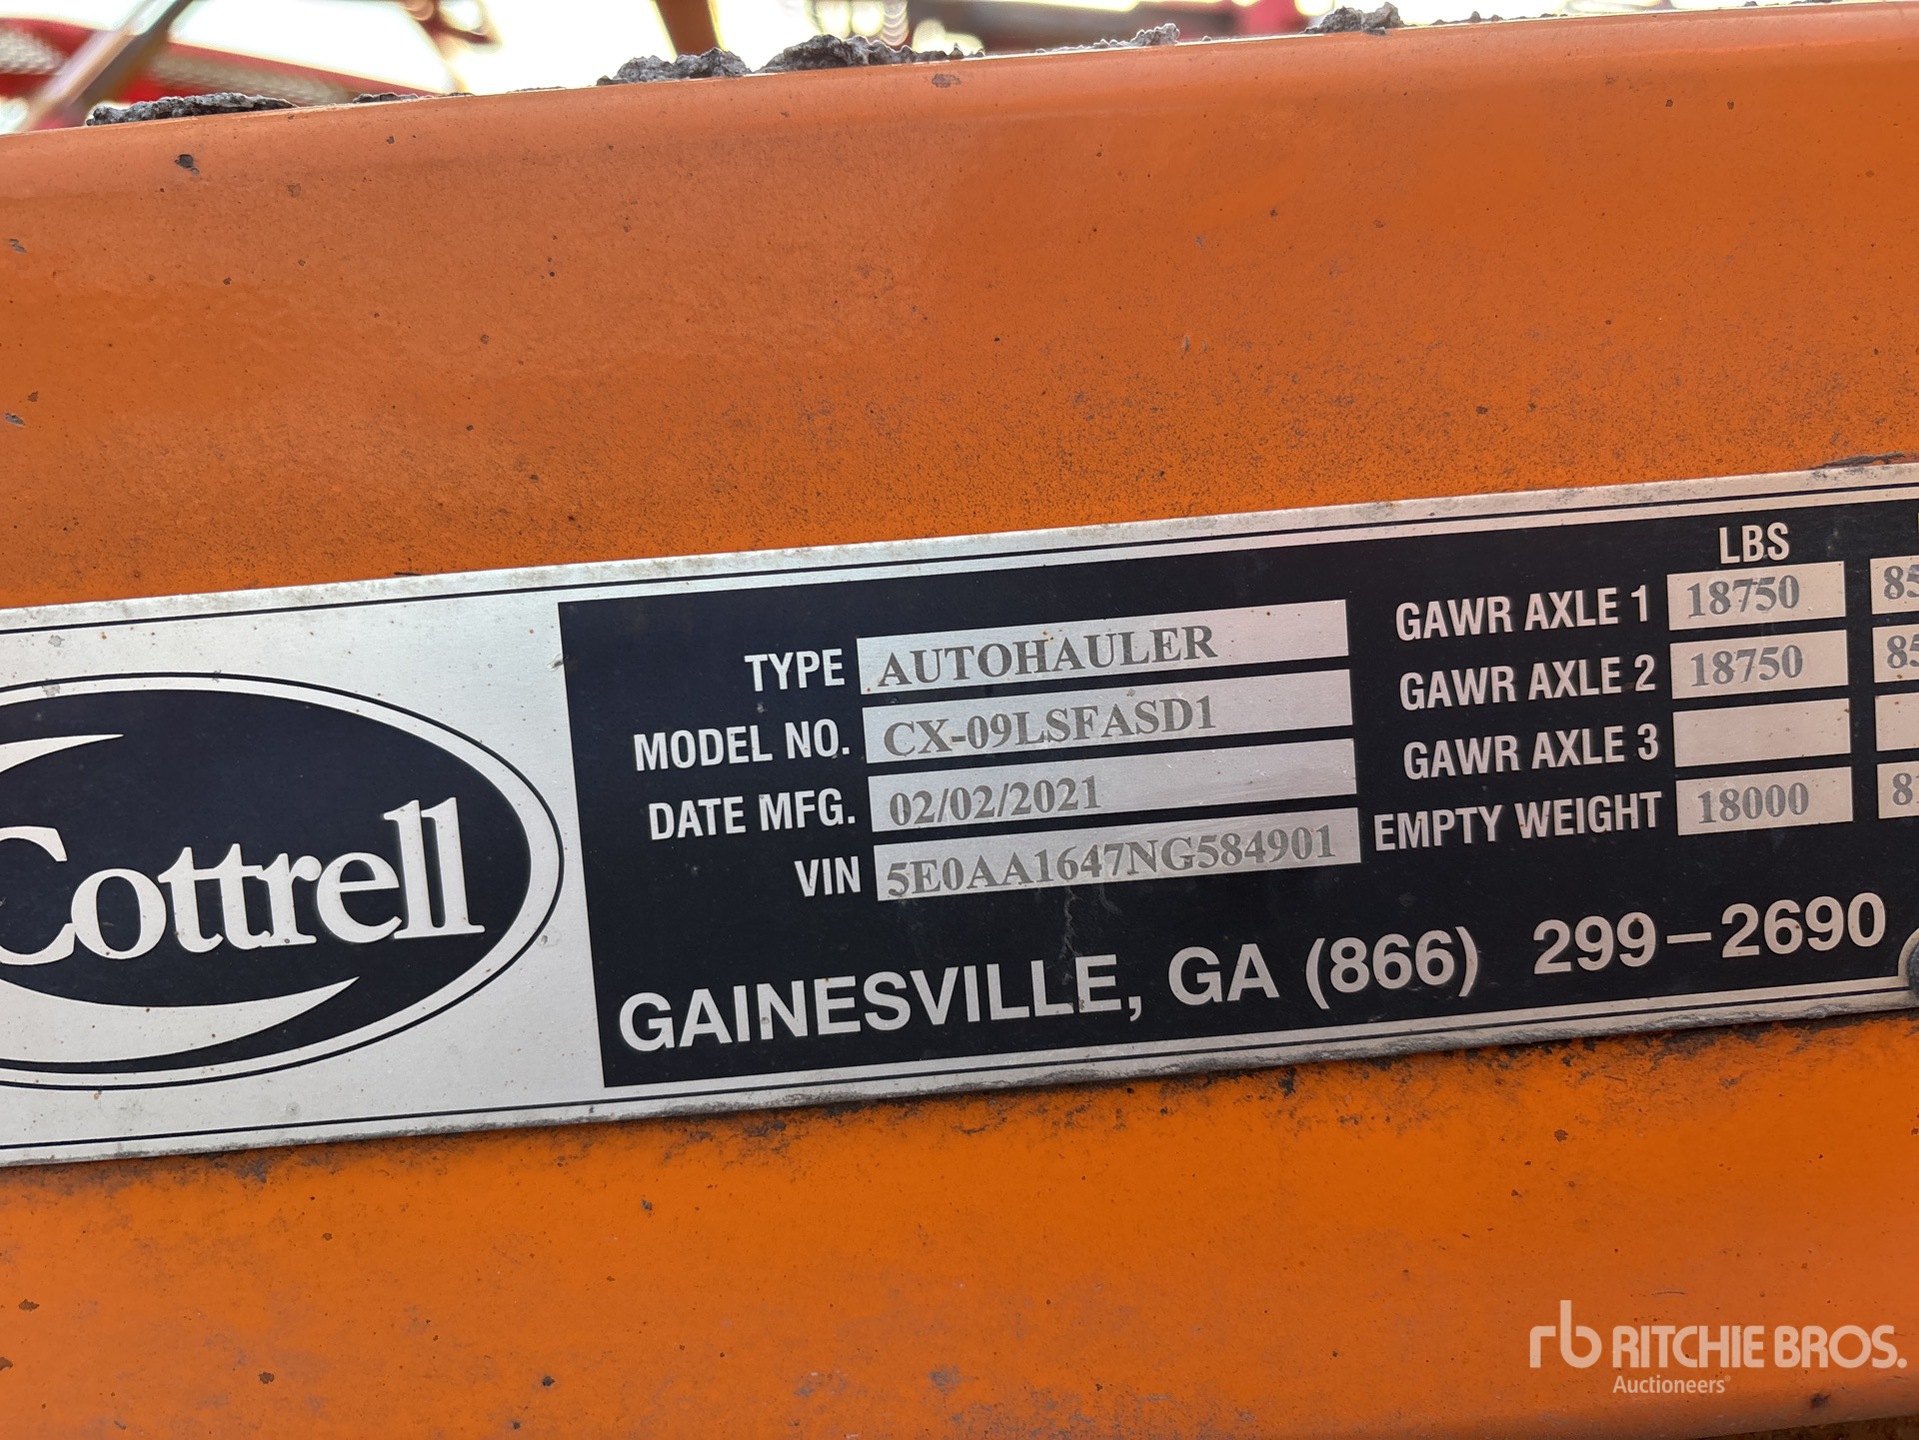 Cottrell
TYPE AUTOHAULER
MODEL NO. CX-09LSFASD1
DATE MFG. 02/02/2021
VIN 5E0AA1647NG584901
LBS
GAWR AXLE 1 18750
GAWR AXLE 2 18750
GAWR AXLE 3
EMPTY WEIGHT 18000
GAINESVILLE, GA (866) 299-2690
rb RITCHIE BROS.
Auctioneers